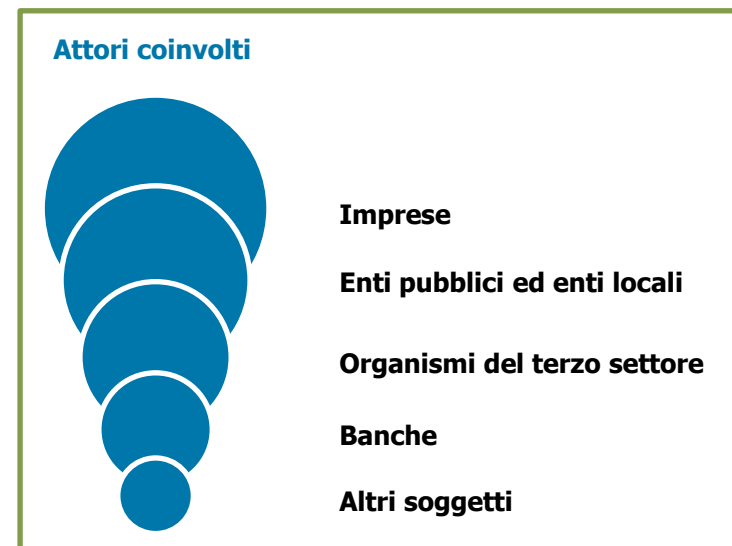 Attori coinvolti
Imprese
Enti pubblici ed enti locali
Organismi del terzo settore
Banche
Altri soggetti